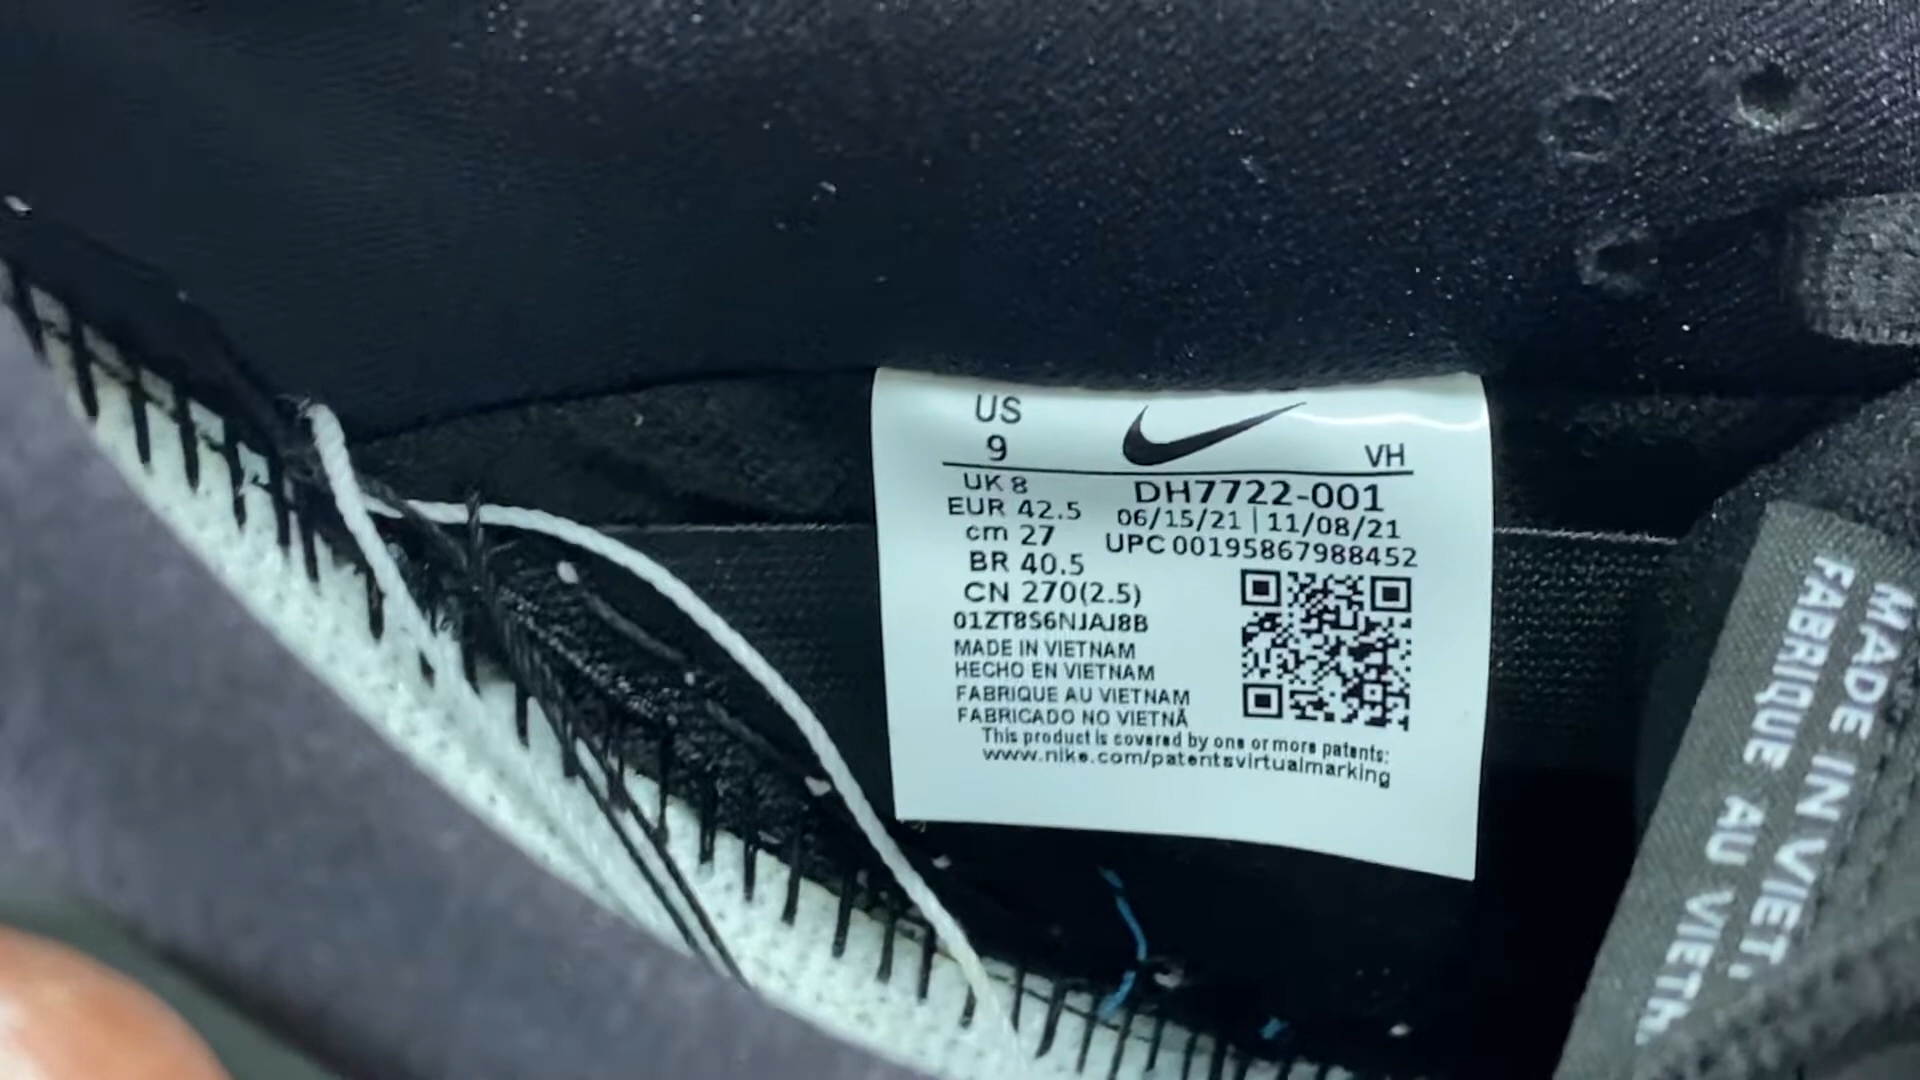 US
9
VH
UK 8
EUR 42.5
cm 27
BR 40.5
CN 270(2.5)
01ZT8S6NJAJ8B
DH7722-001
06/15/21 | 11/08/21
UPC 00195867988452
MADE IN VIETNAM
HECHO EN VIETNAM
FABRIQUE AU VIETNAM
FABRICADO NO VIETNÃ
This product is covered by one or more patents:
www.nike.com/patentsvirtualmarking
MADE IN VIET
FABRIQUE AU VIETN